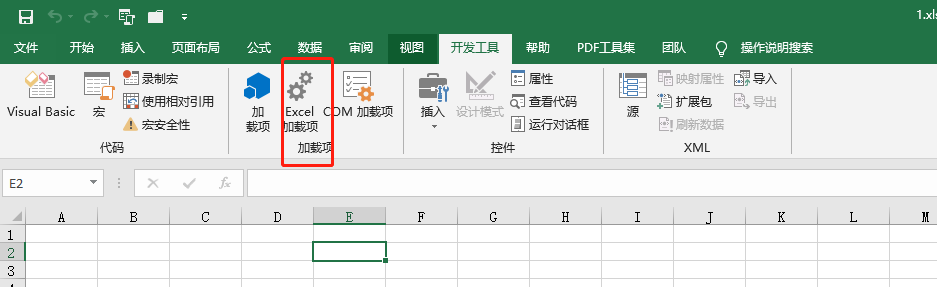 1.xls
文件 开始 插入 页面布局 公式 数据 审阅 视图 开发工具 帮助 PDF工具集 团队 操作说明搜索
Visual Basic
宏
录制宏
使用相对引用
宏安全性
代码
加
载项
Excel
加载项
COM 加载项
加载项
插入
设计模式
属性
查看代码
运行对话框
控件
源
映射属性
扩展包
刷新数据
导入
导出
XML
E2
fx
A B C D E F G H I J K L M
1
2
3